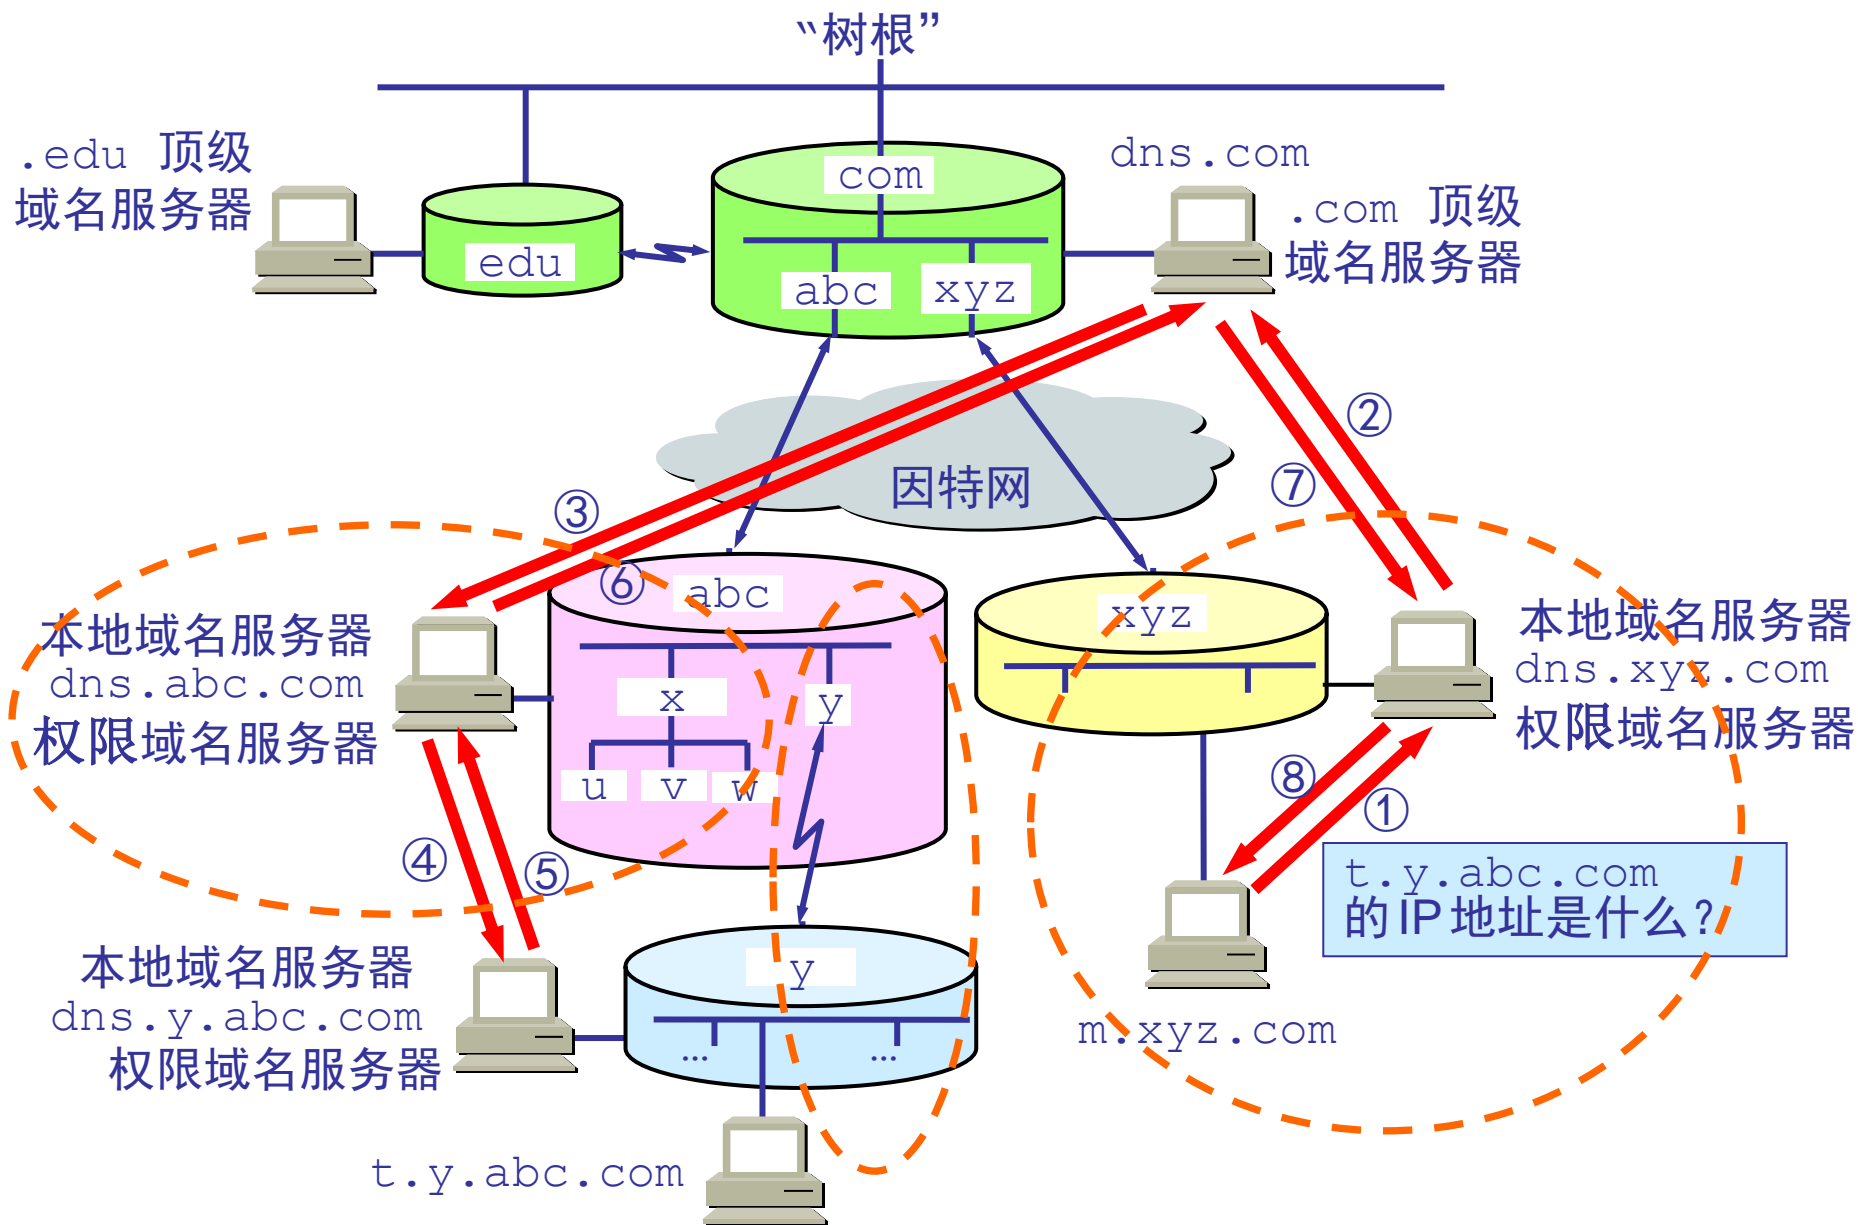 “树根”
.edu 顶级
域名服务器
edu
com
abc
xyz
dns.com
.com 顶级
域名服务器
因特网
②
⑦
③
⑥
本地域名服务器
dns.abc.com
权限域名服务器
abc
x
y
u
v
w
xyz
本地域名服务器
dns.xyz.com
权限域名服务器
④
⑤
⑧
①
t.y.abc.com
的IP地址是什么?
本地域名服务器
dns.y.abc.com
权限域名服务器
y
... ...
m.xyz.com
t.y.abc.com